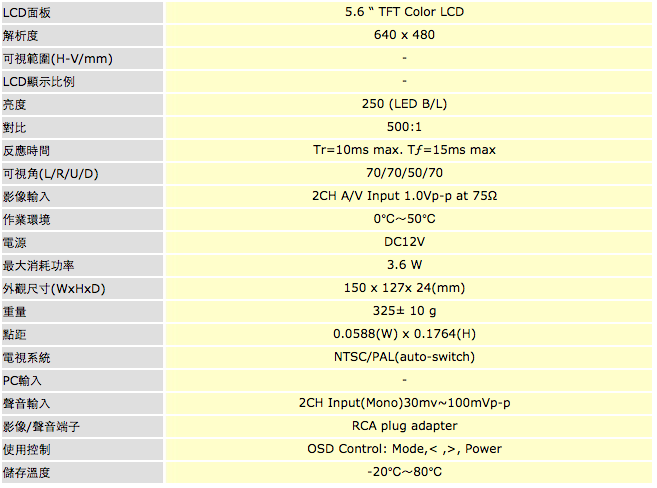 LCD面板 5.6 “ TFT Color LCD
解析度 640 x 480
可視範圍(H-V/mm) -
LCD顯示比例 -
亮度 250 (LED B/L)
對比 500:1
反應時間 Tr=10ms max. Tƒ=15ms max
可視角(L/R/U/D) 70/70/50/70
影像輸入 2CH A/V Input 1.0Vp-p at 75Ω
作業環境 0℃～50℃
電源 DC12V
最大消耗功率 3.6 W
外觀尺寸(WxHxD) 150 x 127x 24(mm)
重量 325± 10 g
點距 0.0588(W) x 0.1764(H)
電視系統 NTSC/PAL(auto-switch)
PC輸入 -
聲音輸入 2CH Input(Mono)30mv~100mVp-p
影像/聲音端子 RCA plug adapter
使用控制 OSD Control: Mode,< ,>, Power
儲存溫度 -20℃～80℃